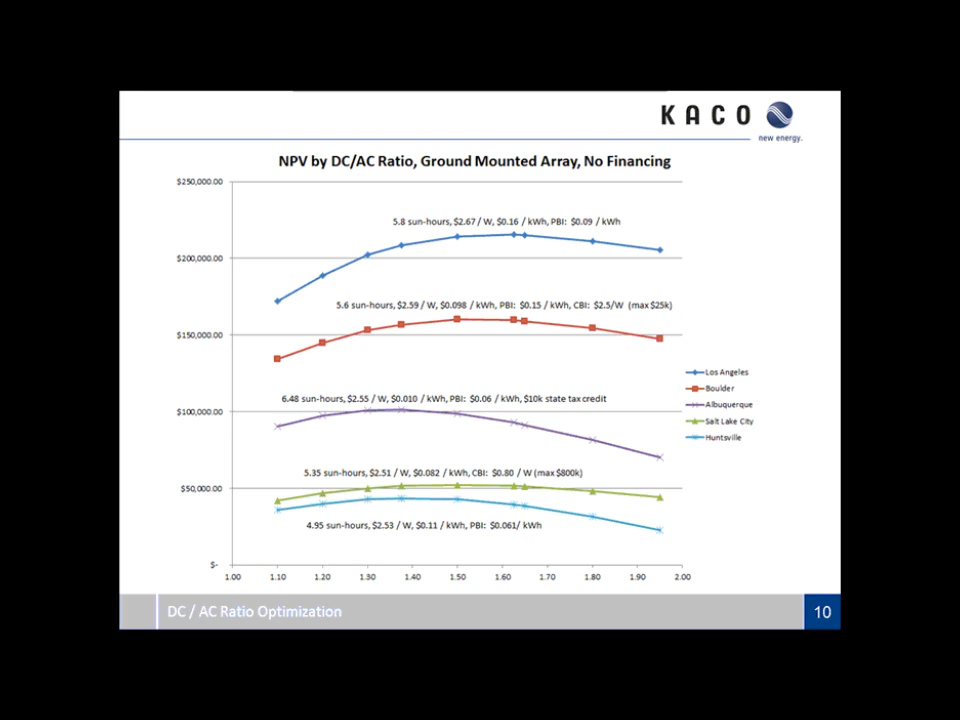 KACO
new energy.
NPV by DC/AC Ratio, Ground Mounted Array, No Financing
$250,000.00
5.8 sun-hours, $2.67 / W, $0.16 / kWh, PBI: $0.09 / kWh
$200,000.00
5.6 sun-hours, $2.59 / W, $0.098 / kWh, PBI: $0.15 / kWh, CBI: $2.5/W (max $25k)
$150,000.00
Los Angeles
Boulder
6.48 sun-hours, $2.55 / W, $0.010 / kWh, PBI: $0.06 / kWh, $10k state tax credit
Albuquerque
$100,000.00
Salt Lake City
Huntsville
5.35 sun-hours, $2.51 / W, $0.082 / kWh, CBI: $0.80 / W (max $800k)
$50,000.00
4.95 sun-hours, $2.53 / W, $0.11 / kWh, PBI: $0.061/ kWh
$-
1.00 1.10 1.20 1.30 1.40 1.50 1.60 1.70 1.80 1.90 2.00
DC / AC Ratio Optimization
10